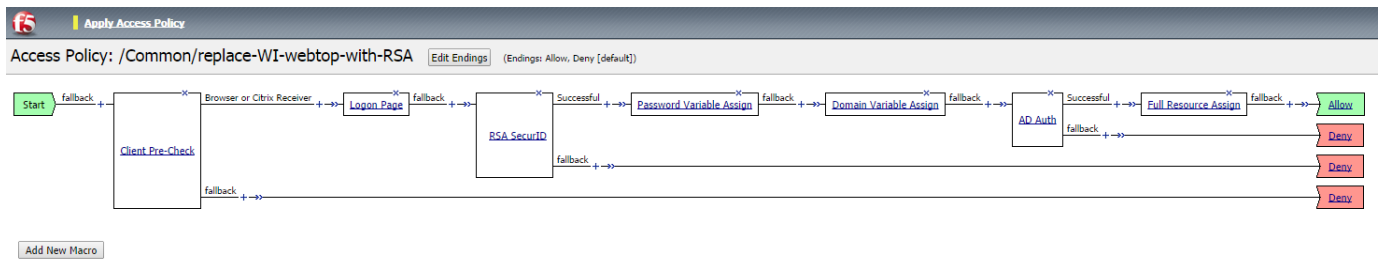 f5 Apply Access Policy
Access Policy: /Common/replace-WI-webtop-with-RSA Edit Endings (Endings: Allow, Deny [default])
Start fallback + Client Pre-Check Browser or Citrix Receiver + Logon Page fallback + RSA SecurID Successful + Password Variable Assign fallback + Domain Variable Assign fallback + AD Auth Successful + Full Resource Assign fallback + Allow
fallback + Deny
fallback + Deny
fallback + Deny
Add New Macro